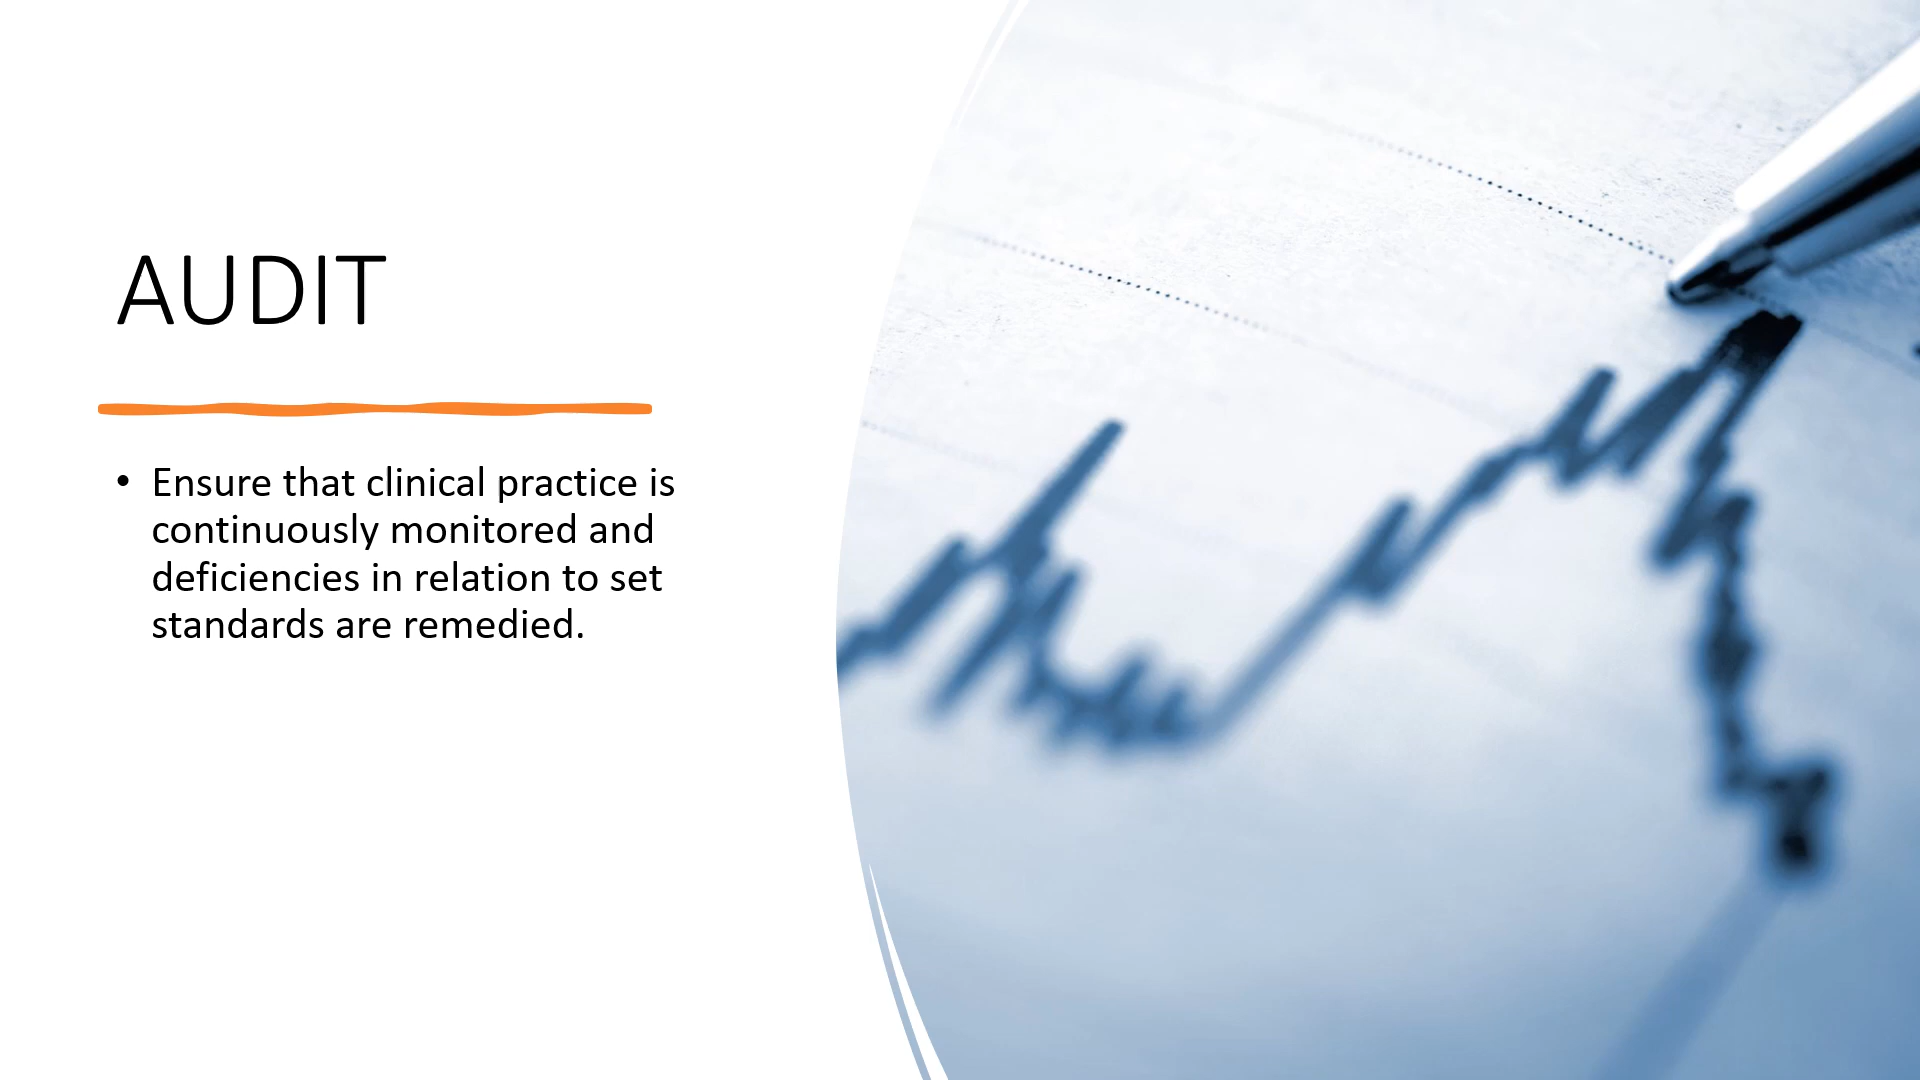 AUDIT
• Ensure that clinical practice is
continuously monitored and
deficiencies in relation to set
standards are remedied.